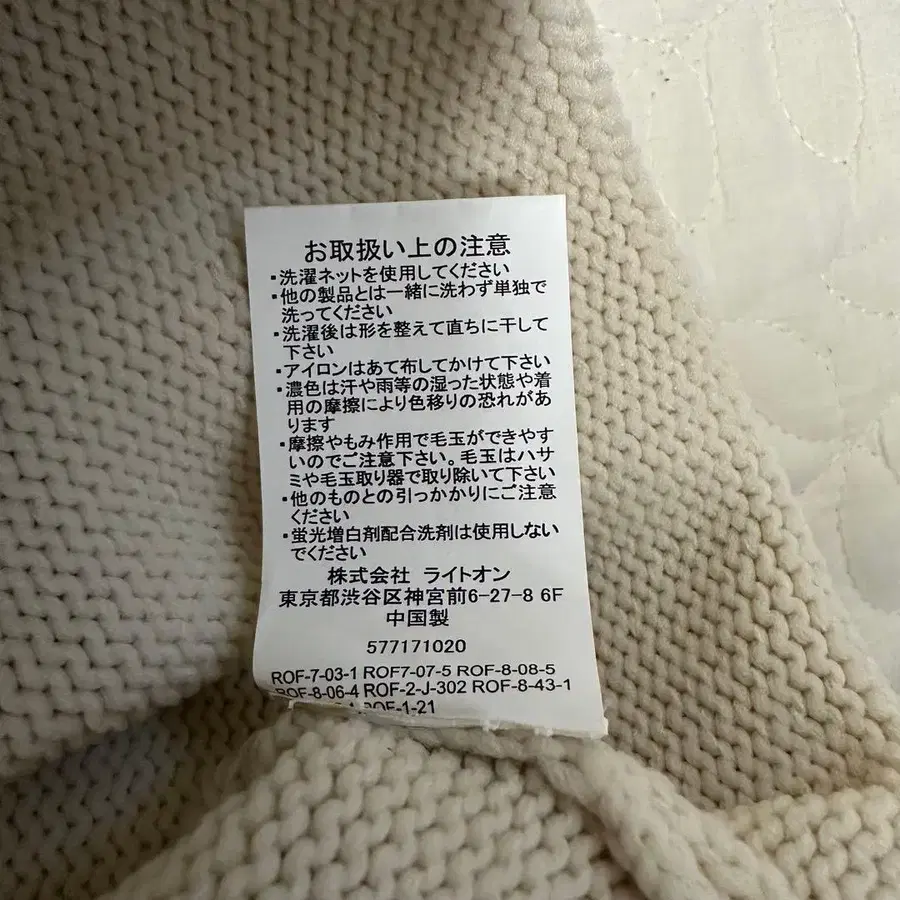 お取扱い上の注意
▪洗濯ネットを使用してください
▪他の製品とは一緒に洗わず単独で
洗ってください
▪洗濯後は形を整えて直ちに干して
下さい
▪アイロンはあて布してかけて下さい
▪濃色は汗や雨等の湿った状態や着
用の摩擦により色移りの恐れがあ
ります
▪摩擦やもみ作用で毛玉ができやす
いのでご注意下さい。毛玉はハサ
ミや毛玉取り器で取り除いて下さい
▪他のものとの引っかかりにご注意
ください
▪蛍光増白剤配合洗剤は使用しない
でください
株式会社 ライトオン
東京都渋谷区神宮前6-27-8 6F
中国製
577171020
ROF-7-03-1 ROF7-07-5 ROF-8-08-5
ROF-8-06-4 ROF-2-J-302 ROF-8-43-1
ROF-1-21